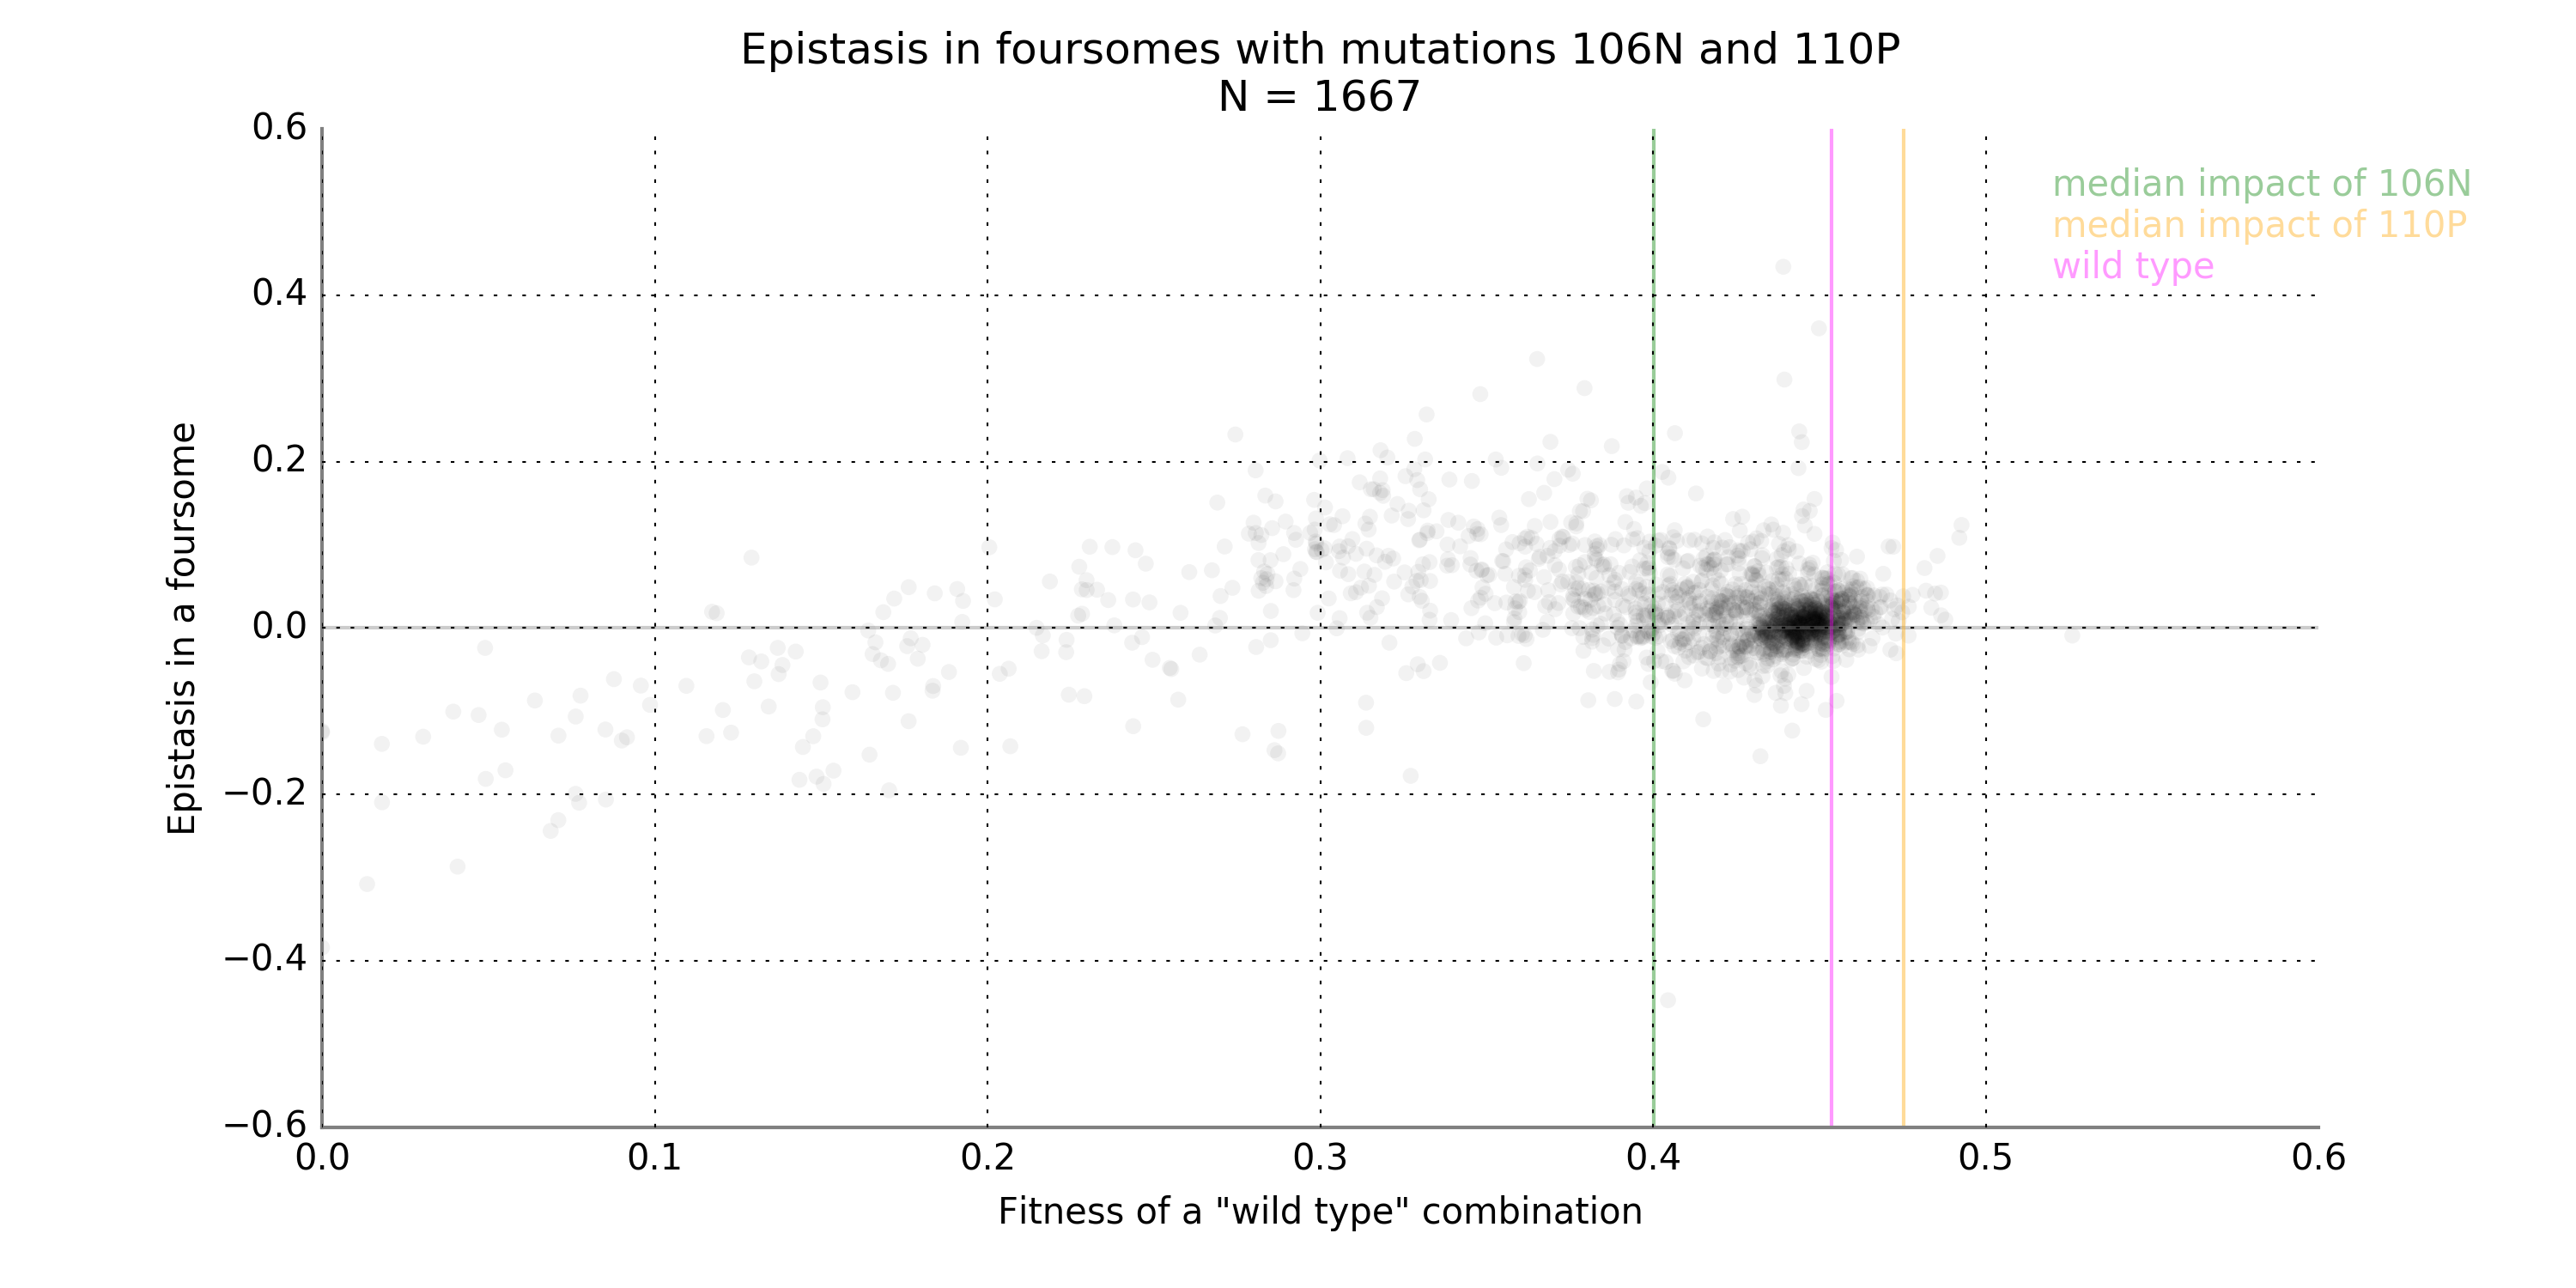 Epistasis in foursomes with mutations 106N and 110P
N = 1667
0.6
0.4
0.2
0.0
−0.2
−0.4
−0.6
Epistasis in a foursome
median impact of 106N
median impact of 110P
wild type
0.0 0.1 0.2 0.3 0.4 0.5 0.6
Fitness of a "wild type" combination